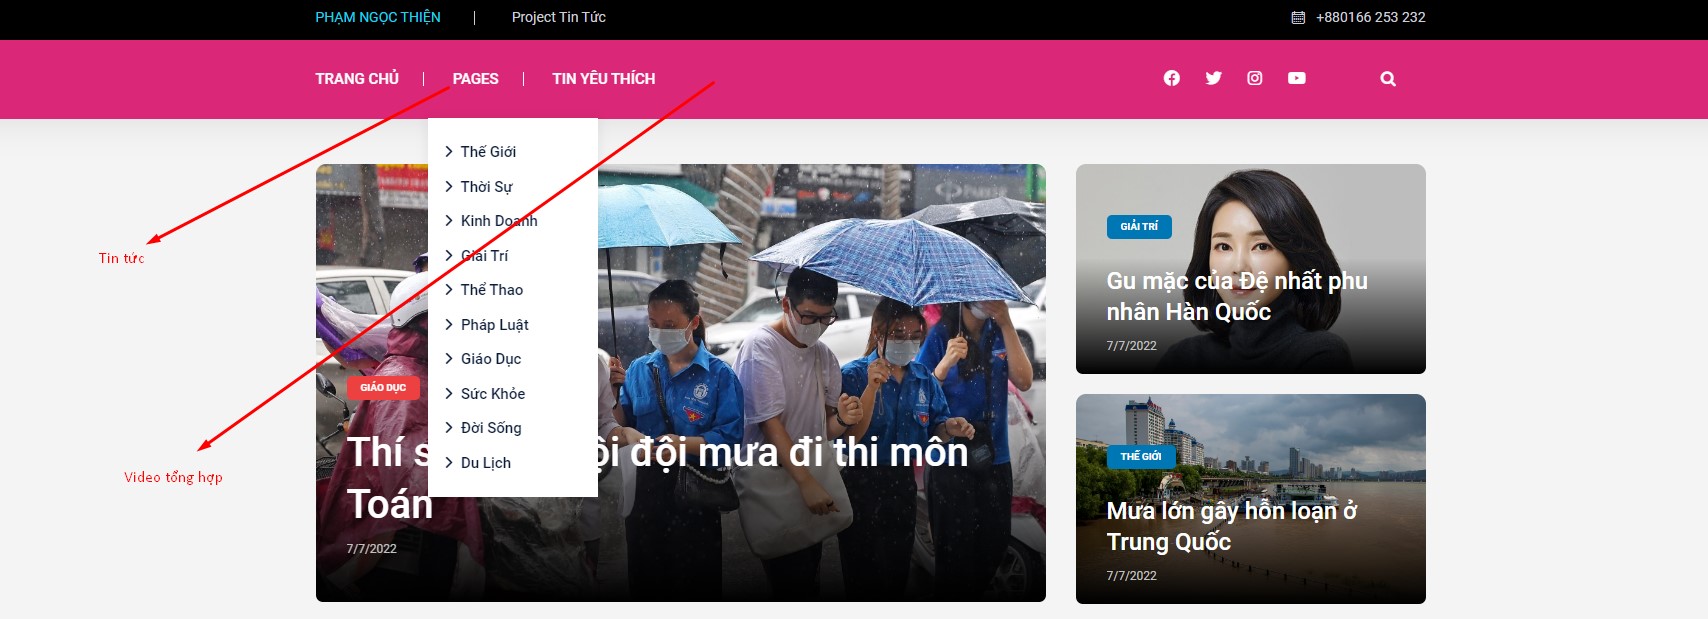 PHẠM NGỌC THIỆN
Project Tin Tức
+880166 253 232
TRANG CHỦ
PAGES
TIN YÊU THÍCH
Thế Giới
Thời Sự
Kinh Doanh
Giải Trí
Thể Thao
Pháp Luật
Giáo Dục
Sức Khỏe
Đời Sống
Du Lịch
Tin tức
Video tổng hợp
GIÁO DỤC
Thí s ội đội mưa đi thi môn
Toán
7/7/2022
GIẢI TRÍ
Gu mặc của Đệ nhất phu
nhân Hàn Quốc
7/7/2022
THẾ GIỚI
Mưa lớn gây hỗn loạn ở
Trung Quốc
7/7/2022